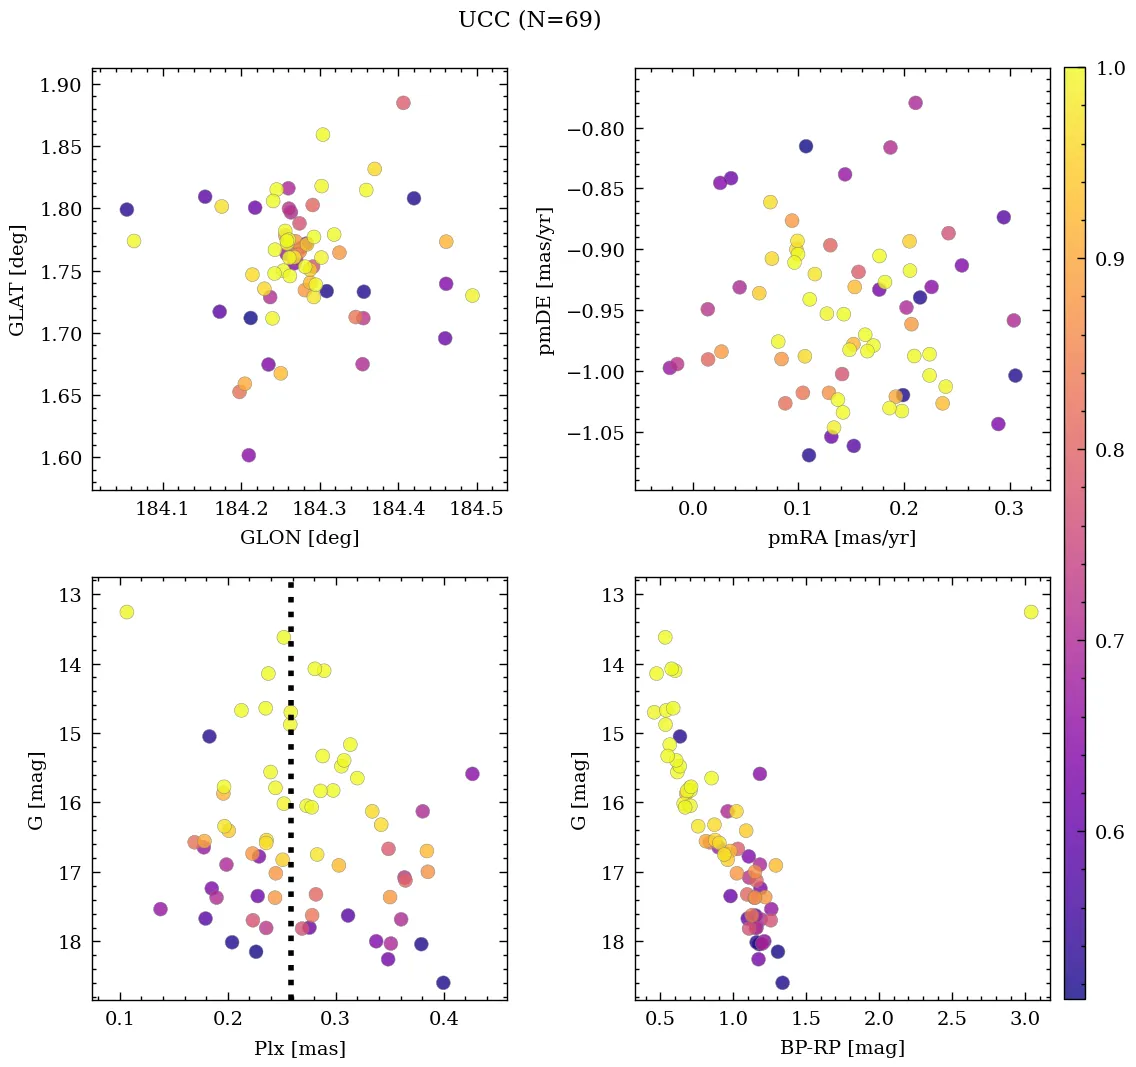 UCC (N=69)
1.90
1.85
1.80
1.75
1.70
1.65
1.60
GLAT [deg]
184.1 184.2 184.3 184.4 184.5
GLON [deg]
−0.80
−0.85
−0.90
−0.95
−1.00
−1.05
pmDE [mas/yr]
0.0 0.1 0.2 0.3
pmRA [mas/yr]
13
14
15
16
17
18
G [mag]
0.1 0.2 0.3 0.4
Plx [mas]
13
14
15
16
17
18
G [mag]
0.5 1.0 1.5 2.0 2.5 3.0
BP-RP [mag]
1.0
0.9
0.8
0.7
0.6